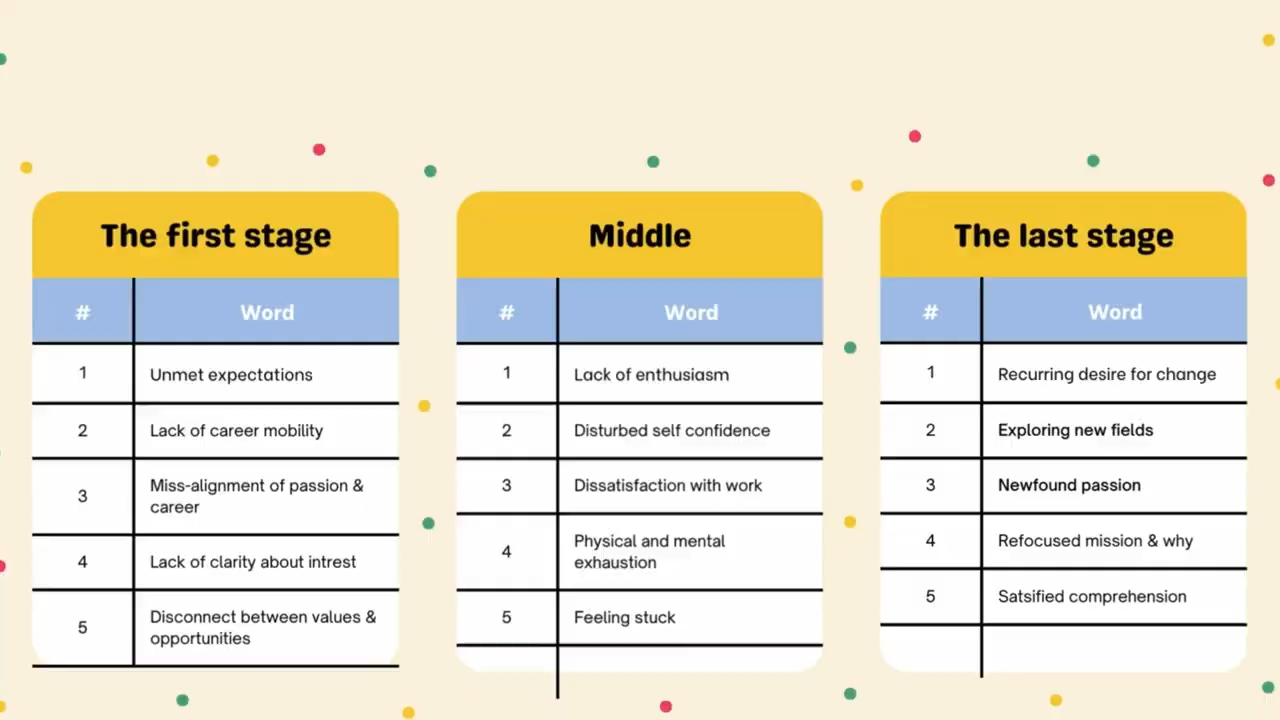 The first stage
# Word
1 Unmet expectations
2 Lack of career mobility
3 Miss-alignment of passion &
career
4 Lack of clarity about intrest
5 Disconnect between values &
opportunities
Middle
# Word
1 Lack of enthusiasm
2 Disturbed self confidence
3 Dissatisfaction with work
4 Physical and mental
exhaustion
5 Feeling stuck
The last stage
# Word
1 Recurring desire for change
2 Exploring new fields
3 Newfound passion
4 Refocused mission & why
5 Satsified comprehension